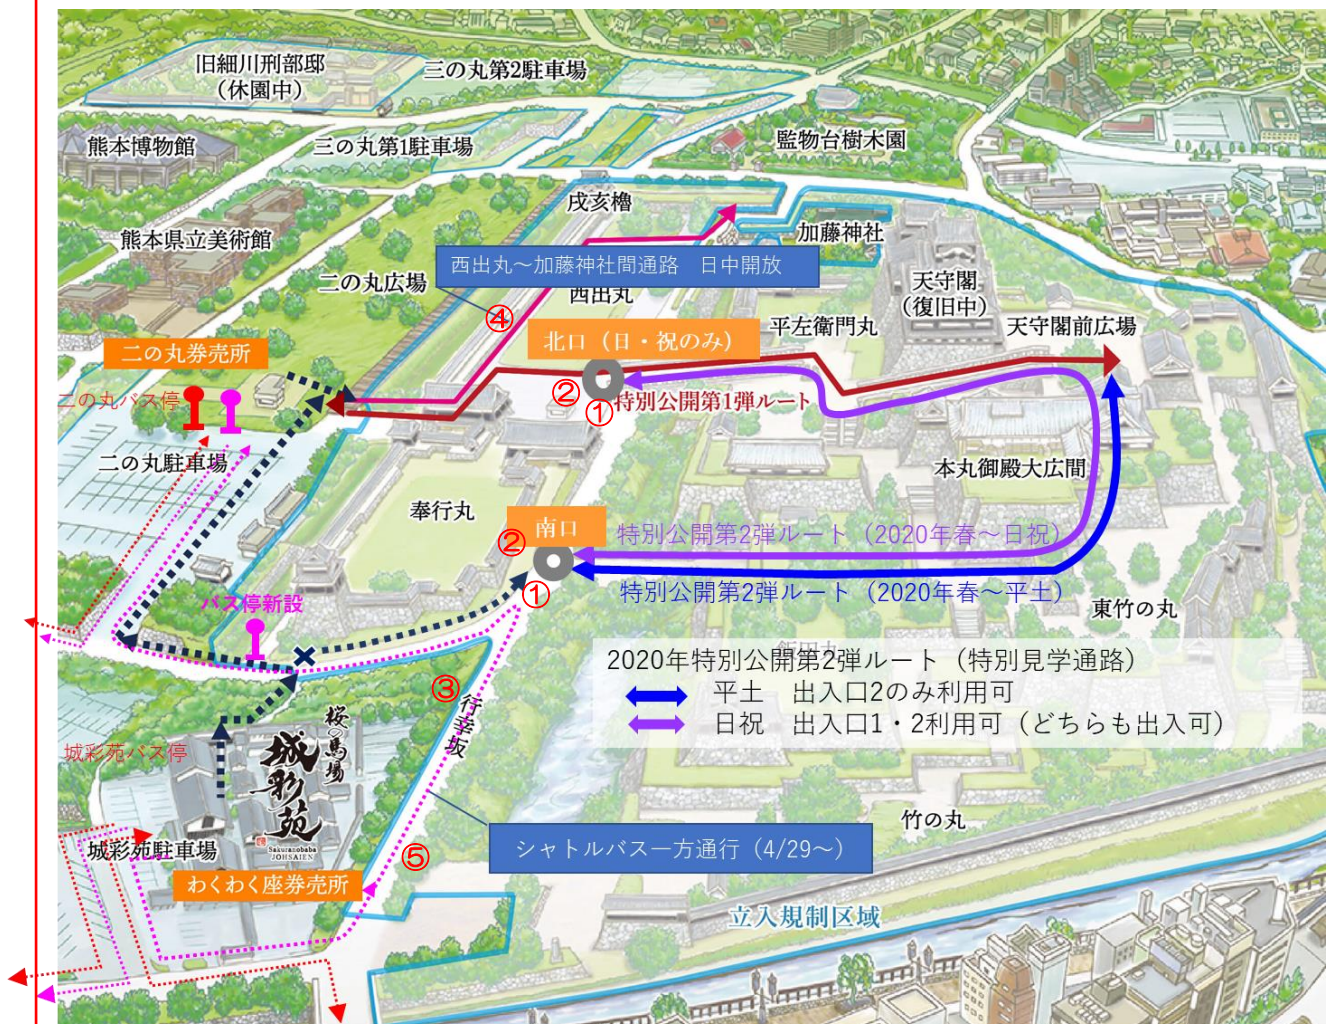 旧細川刑部邸
（休園中）
三の丸第2駐車場
熊本博物館
三の丸第1駐車場
監物台樹木園
戌亥櫓
加藤神社
熊本県立美術館
西出丸～加藤神社間通路　日中開放
二の丸広場
西出丸
天守閣
（復旧中）
④
平左衛門丸
天守閣前広場
北口（日・祝のみ）
二の丸券売所
②
①
特別公開第1弾ルート
二の丸バス停
二の丸駐車場
本丸御殿大広間
奉行丸
南口
②
①
特別公開第2弾ルート（2020年春～日祝）
特別公開第2弾ルート（2020年春～平土）
バス停新設
東竹の丸
飯田丸
2020年特別公開第2弾ルート（特別見学通路）
平土　出入口2のみ利用可
日祝　出入口1・2利用可（どちらも出入可）
③
行幸坂
城彩苑バス停
桜の馬場
城彩苑
Sakuranobaba
JOHSAIEN
城彩苑駐車場
わくわく座券売所
⑤
シャトルバス一方通行（4/29～）
竹の丸
立入規制区域